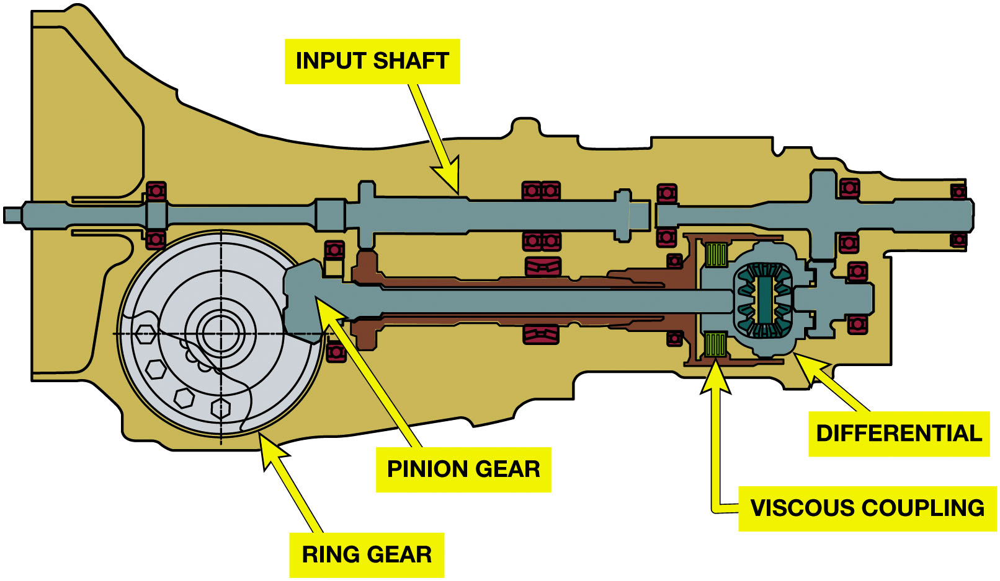 INPUT SHAFT
DIFFERENTIAL
PINION GEAR
VISCOUS COUPLING
RING GEAR